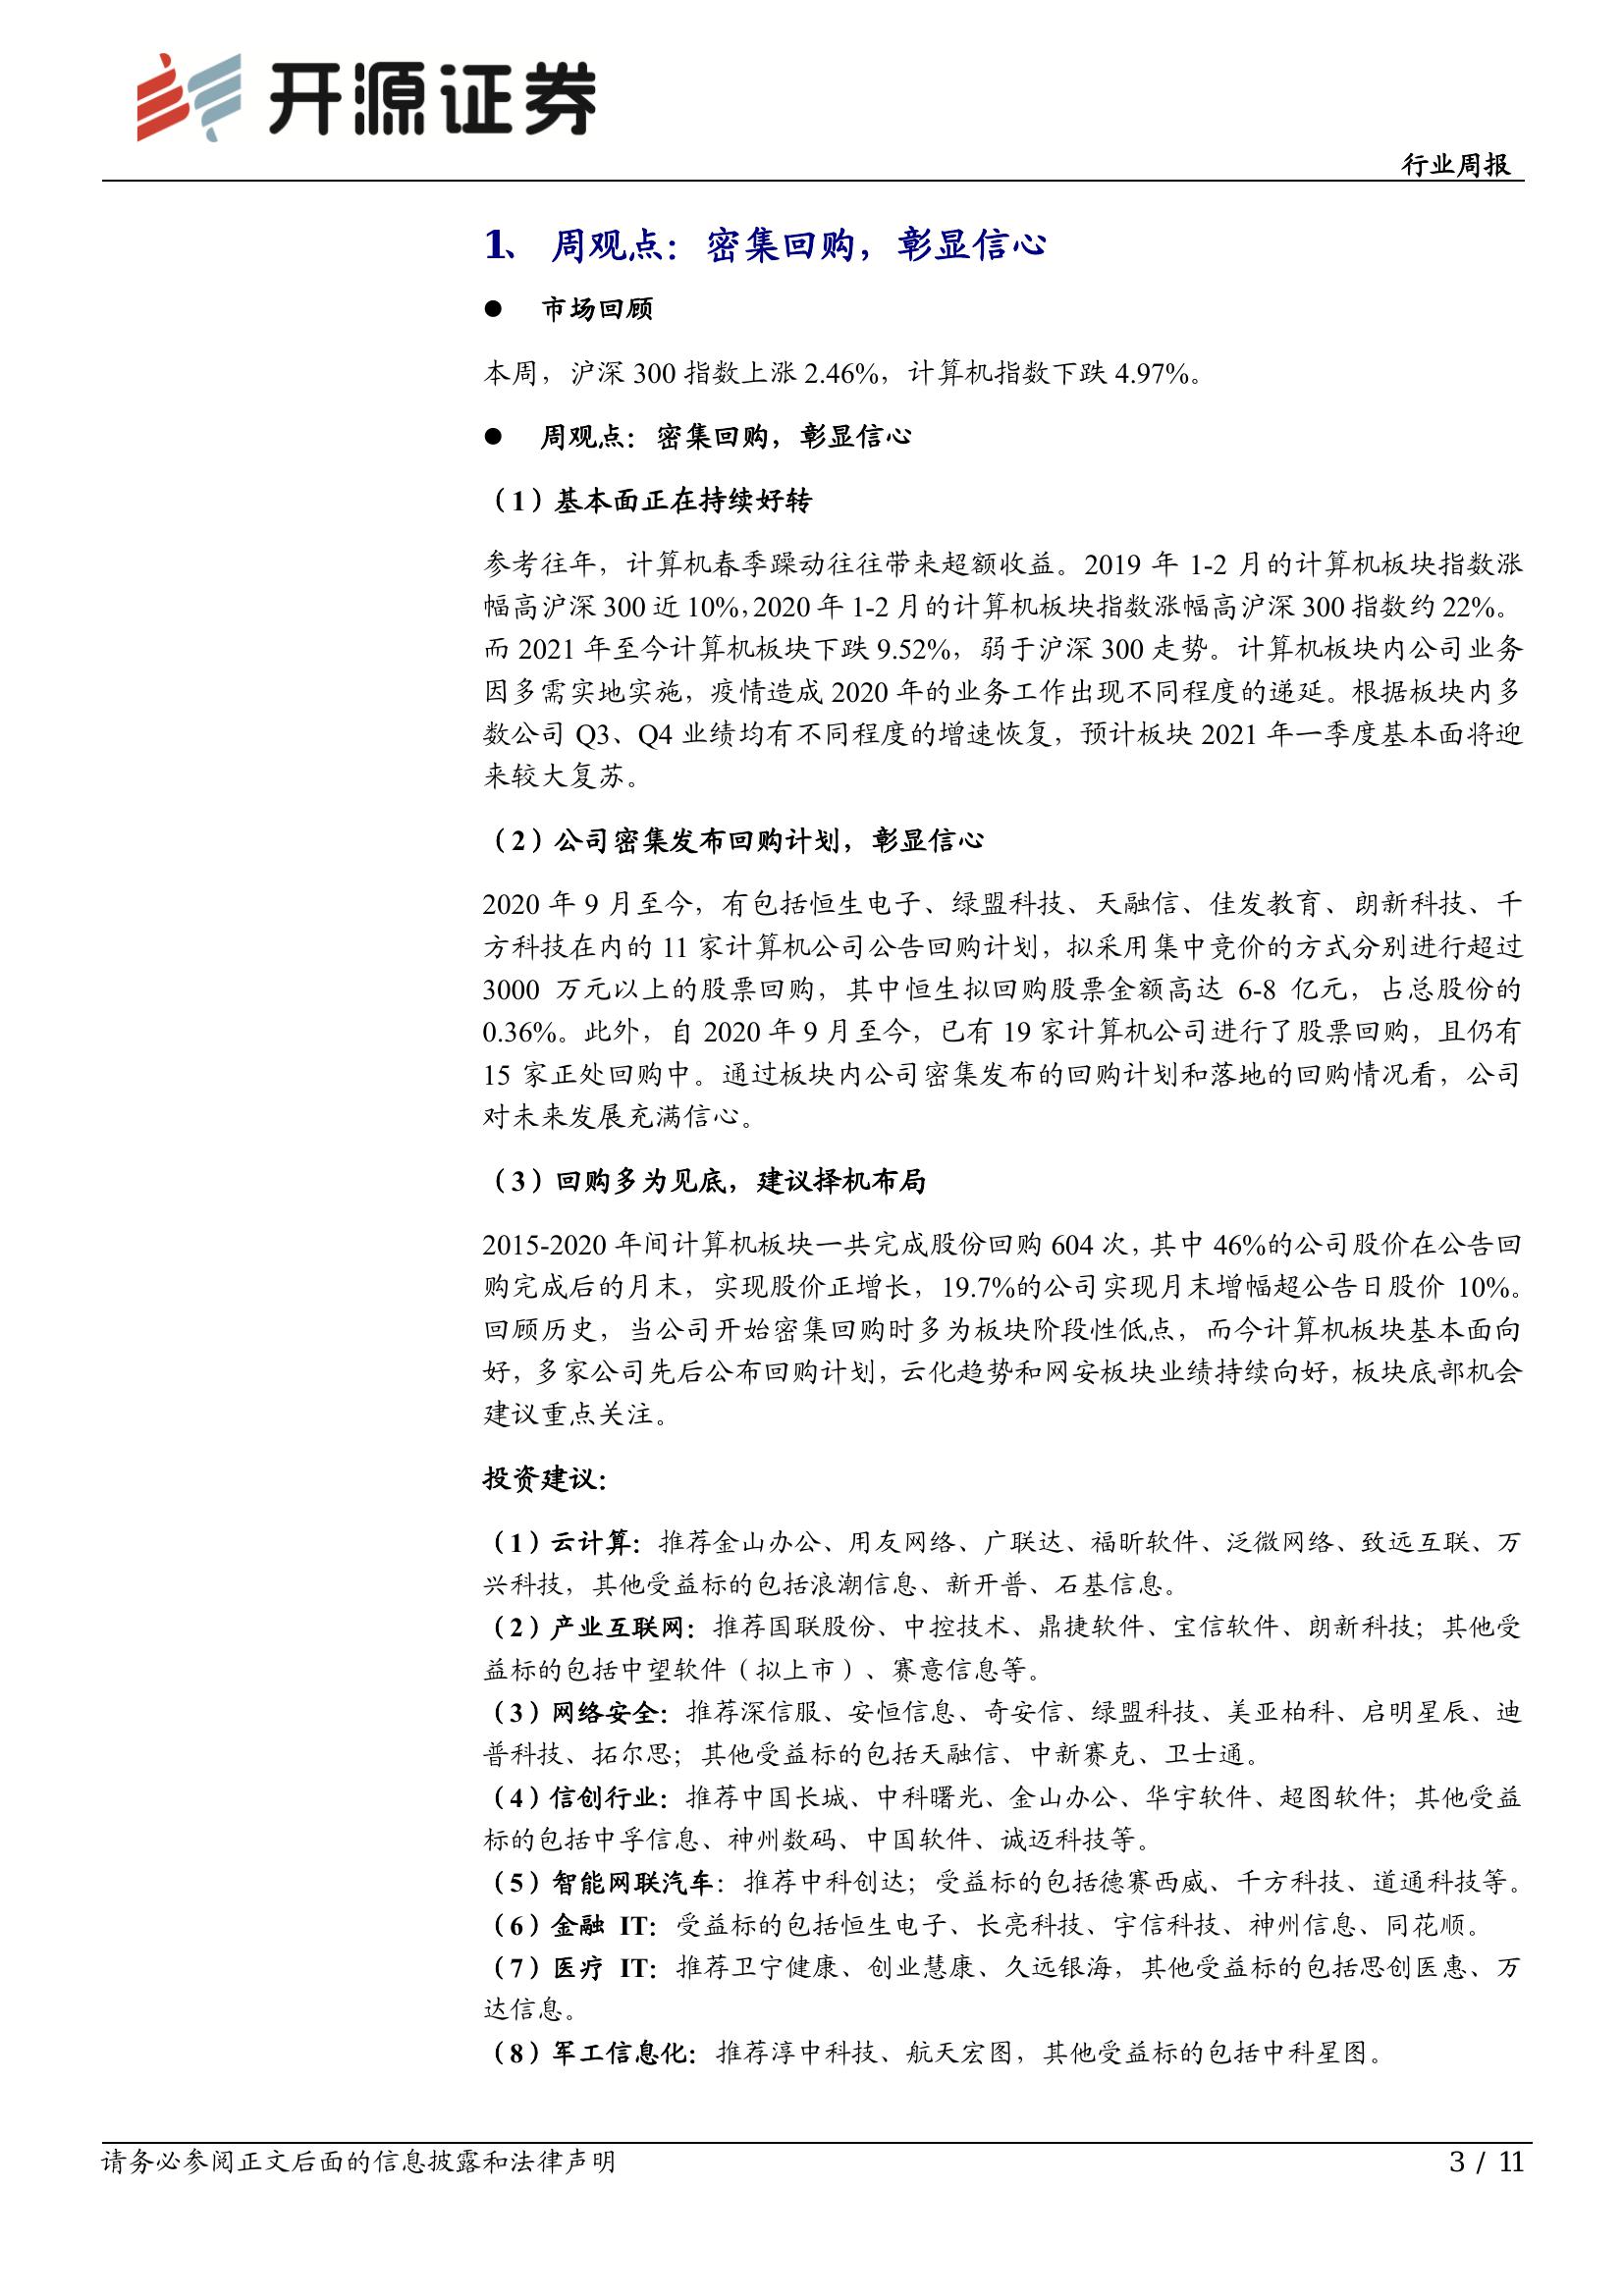 开源证券
行业周报
1、 周观点：密集回购，彰显信心
● 市场回顾
本周，沪深 300 指数上涨 2.46%，计算机指数下跌 4.97%。
● 周观点：密集回购，彰显信心
（1）基本面正在持续好转
参考往年，计算机春季躁动往往带来超额收益。2019 年 1-2 月的计算机板块指数涨
幅高沪深 300 近 10%，2020 年 1-2 月的计算机板块指数涨幅高沪深 300 指数约 22%。
而 2021 年至今计算机板块下跌 9.52%，弱于沪深 300 走势。计算机板块内公司业务
因多需实地实施，疫情造成 2020 年的业务工作出现不同程度的递延。根据板块内多
数公司 Q3、Q4 业绩均有不同程度的增速恢复，预计板块 2021 年一季度基本面将迎
来较大复苏。
（2）公司密集发布回购计划，彰显信心
2020 年 9 月至今，有包括恒生电子、绿盟科技、天融信、佳发教育、朗新科技、千
方科技在内的 11 家计算机公司公告回购计划，拟采用集中竞价的方式分别进行超过
3000 万元以上的股票回购，其中恒生拟回购股票金额高达 6-8 亿元，占总股份的
0.36%。此外，自 2020 年 9 月至今，已有 19 家计算机公司进行了股票回购，且仍有
15 家正处回购中。通过板块内公司密集发布的回购计划和落地的回购情况看，公司
对未来发展充满信心。
（3）回购多为见底，建议择机布局
2015-2020 年间计算机板块一共完成股份回购 604 次，其中 46%的公司股价在公告回
购完成后的月末，实现股价正增长，19.7%的公司实现月末增幅超公告日股价 10%。
回顾历史，当公司开始密集回购时多为板块阶段性低点，而今计算机板块基本面向
好，多家公司先后公布回购计划，云化趋势和网安板块业绩持续向好，板块底部机会
建议重点关注。
投资建议：
（1）云计算：推荐金山办公、用友网络、广联达、福昕软件、泛微网络、致远互联、万
兴科技，其他受益标的包括浪潮信息、新开普、石基信息。
（2）产业互联网：推荐国联股份、中控技术、鼎捷软件、宝信软件、朗新科技；其他受
益标的包括中望软件（拟上市）、赛意信息等。
（3）网络安全：推荐深信服、安恒信息、奇安信、绿盟科技、美亚柏科、启明星辰、迪
普科技、拓尔思；其他受益标的包括天融信、中新赛克、卫士通。
（4）信创行业：推荐中国长城、中科曙光、金山办公、华宇软件、超图软件；其他受益
标的包括中孚信息、神州数码、中国软件、诚迈科技等。
（5）智能网联汽车：推荐中科创达；受益标的包括德赛西威、千方科技、道通科技等。
（6）金融 IT：受益标的包括恒生电子、长亮科技、宇信科技、神州信息、同花顺。
（7）医疗 IT：推荐卫宁健康、创业慧康、久远银海，其他受益标的包括思创医惠、万
达信息。
（8）军工信息化：推荐淳中科技、航天宏图，其他受益标的包括中科星图。
请务必参阅正文后面的信息披露和法律声明
3 / 11